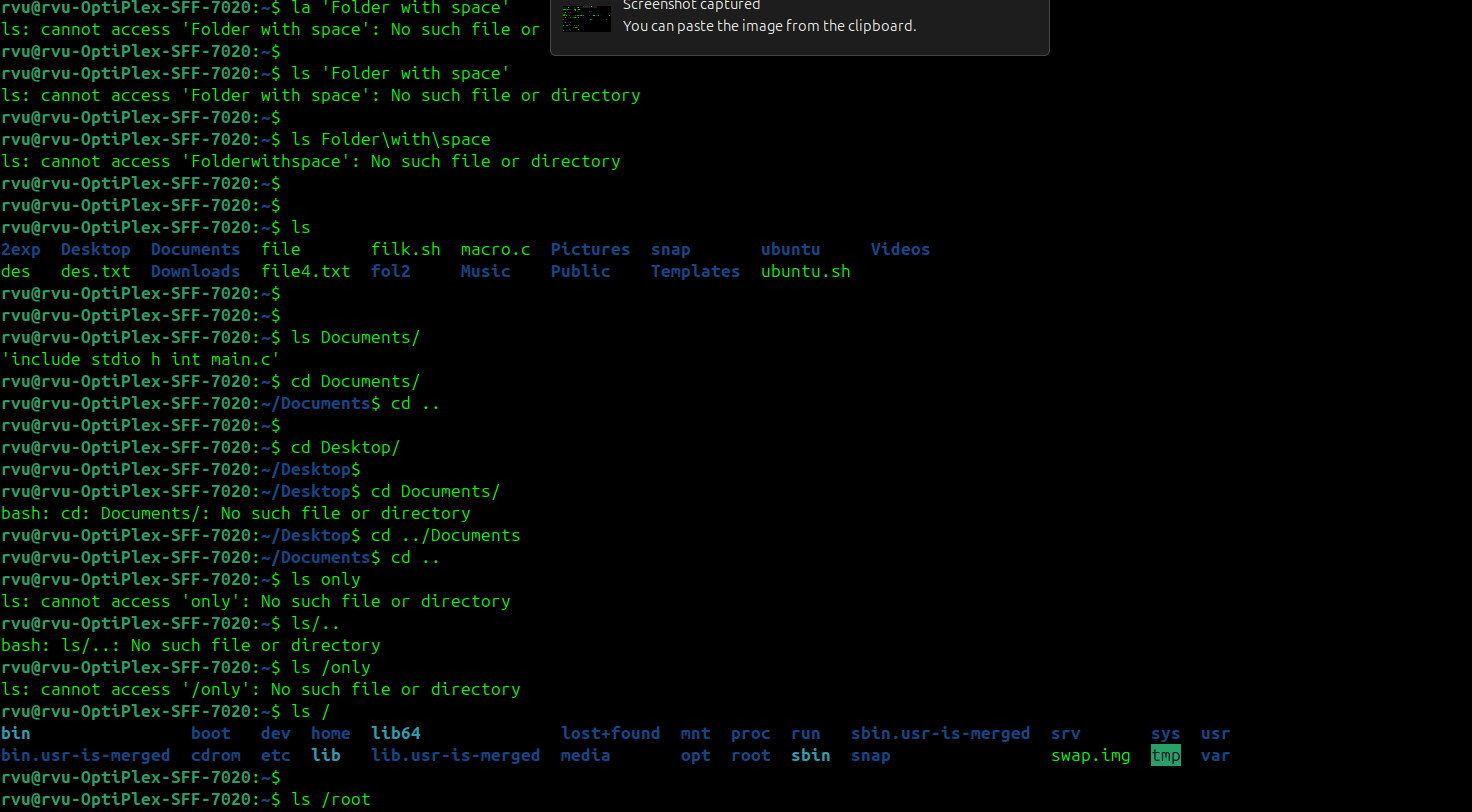 rvu@rvu-OptiPlex-SFF-7020:~$ la 'Folder with space'
Screenshot captured
ls: cannot access 'Folder with space': No such file or
You can paste the image from the clipboard.
rvu@rvu-OptiPlex-SFF-7020:~$
rvu@rvu-OptiPlex-SFF-7020:~$ ls 'Folder with space'
ls: cannot access 'Folder with space': No such file or directory
rvu@rvu-OptiPlex-SFF-7020:~$
rvu@rvu-OptiPlex-SFF-7020:~$ ls Folder\with\space
ls: cannot access 'Folderwithspace': No such file or directory
rvu@rvu-OptiPlex-SFF-7020:~$
rvu@rvu-OptiPlex-SFF-7020:~$
rvu@rvu-OptiPlex-SFF-7020:~$ ls
2exp  Desktop  Documents  file       filk.sh  macro.c  Pictures  snap       ubuntu     Videos
des   des.txt  Downloads  file4.txt  fol2     Music    Public    Templates  ubuntu.sh
rvu@rvu-OptiPlex-SFF-7020:~$
rvu@rvu-OptiPlex-SFF-7020:~$
rvu@rvu-OptiPlex-SFF-7020:~$ ls Documents/
'include stdio h int main.c'
rvu@rvu-OptiPlex-SFF-7020:~$ cd Documents/
rvu@rvu-OptiPlex-SFF-7020:~/Documents$ cd ..
rvu@rvu-OptiPlex-SFF-7020:~$
rvu@rvu-OptiPlex-SFF-7020:~$ cd Desktop/
rvu@rvu-OptiPlex-SFF-7020:~/Desktop$
rvu@rvu-OptiPlex-SFF-7020:~/Desktop$ cd Documents/
bash: cd: Documents/: No such file or directory
rvu@rvu-OptiPlex-SFF-7020:~/Desktop$ cd ../Documents
rvu@rvu-OptiPlex-SFF-7020:~/Documents$ cd ..
rvu@rvu-OptiPlex-SFF-7020:~$ ls only
ls: cannot access 'only': No such file or directory
rvu@rvu-OptiPlex-SFF-7020:~$ ls/..
bash: ls/..: No such file or directory
rvu@rvu-OptiPlex-SFF-7020:~$ ls /only
ls: cannot access '/only': No such file or directory
rvu@rvu-OptiPlex-SFF-7020:~$ ls /
bin                boot   dev  home  lib64              lost+found  mnt  proc  run   sbin.usr-is-merged  srv       sys  usr
bin.usr-is-merged  cdrom  etc  lib   lib.usr-is-merged  media       opt  root  sbin  snap                swap.img  tmp  var
rvu@rvu-OptiPlex-SFF-7020:~$
rvu@rvu-OptiPlex-SFF-7020:~$ ls /root